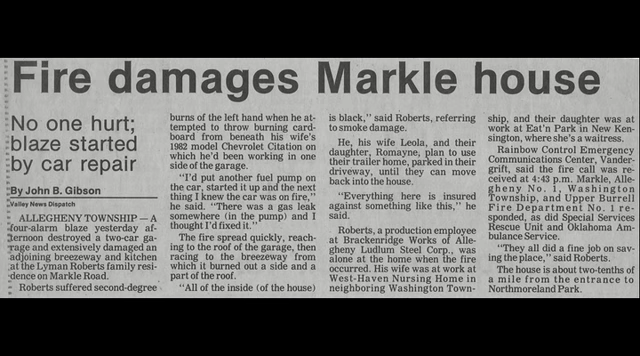 Fire damages Markle house
No one hurt;
blaze started
by car repair
By John B. Gibson
Valley News Dispatch
ALLEGHENY TOWNSHIP — A
four-alarm blaze yesterday af-
ternoon destroyed a two-car ga-
rage and extensively damaged an
adjoining breezeway and kitchen
at the Lyman Roberts family resi-
dence on Markle Road.
Roberts suffered second-degree
burns of the left hand when he at-
tempted to throw burning card-
board from beneath his wife's
1982 model Chevrolet Citation on
which he'd been working in one
side of the garage.
"I'd put another fuel pump on
the car, started it up and the next
thing I knew the car was on fire,"
he said. "There was a gas leak
somewhere (in the pump) and I
thought I'd fixed it."
The fire spread quickly, reach-
ing to the roof of the garage, then
racing to the breezeway from
which it burned out a side and a
part of the roof.
"All of the inside (of the house)
is black," said Roberts, referring
to smoke damage.
He, his wife Leola, and their
daughter, Romayne, plan to use
their trailer home, parked in their
driveway, until they can move
back into the house.
"Everything here is insured
against something like this," he
said.
Roberts, a production employee
at Brackenridge Works of Alle-
gheny Ludlum Steel Corp., was
alone at the home when the fire
occurred. His wife was at work at
West-Haven Nursing Home in
neighboring Washington Town-
ship, and their daughter was at
work at Eat'n Park in New Ken-
sington, where she's a waitress.
Rainbow Control Emergency
Communications Center, Vander-
grift, said the fire call was received
at 4:43 p.m. Markle, Alle-
gheny No. 1, Washington
Township, and Upper Burrell
Fire Department No. 1 re-
sponded, as did Special Services
Rescue Unit and Oklahoma Am-
bulance Service.
"They all did a fine job on sav-
ing the place," said Roberts.
The house is about two-tenths of
a mile from the entrance to
Northmoreland Park.